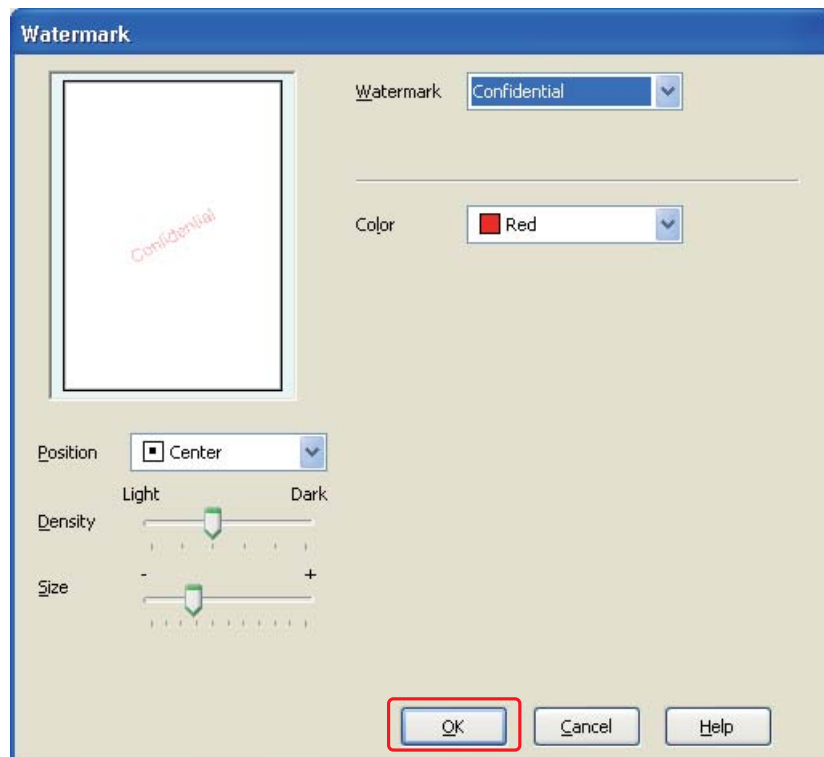 Watermark
Watermark Confidential
Confidential
Color Red
Position Center
Light Dark
Density
- +
Size
OK Cancel Help